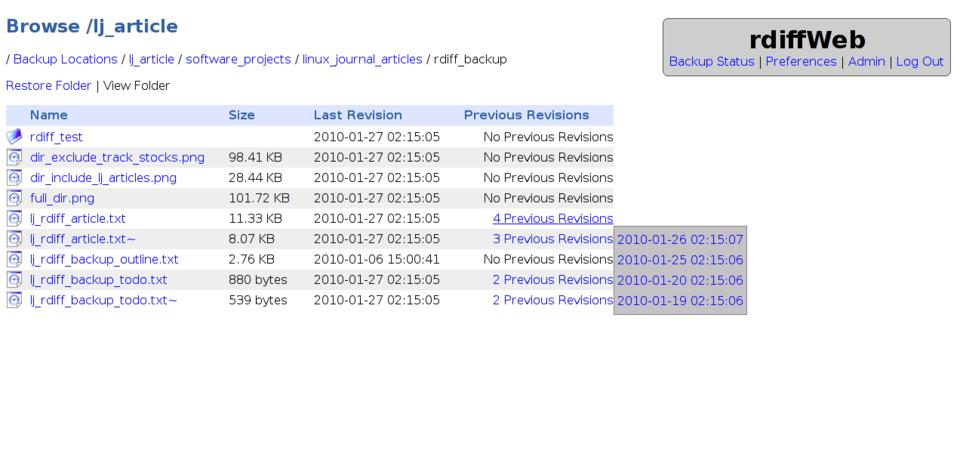 Browse /lj_article
rdiffWeb
Backup Status | Preferences | Admin | Log Out
/ Backup Locations / lj_article / software_projects / linux_journal_articles / rdiff_backup
Restore Folder | View Folder
Name Size Last Revision Previous Revisions
rdiff_test 2010-01-27 02:15:05 No Previous Revisions
dir_exclude_track_stocks.png 98.41 KB 2010-01-27 02:15:05 No Previous Revisions
dir_include_lj_articles.png 28.44 KB 2010-01-27 02:15:05 No Previous Revisions
full_dir.png 101.72 KB 2010-01-27 02:15:05 No Previous Revisions
lj_rdiff_article.txt 11.33 KB 2010-01-27 02:15:05 4 Previous Revisions
lj_rdiff_article.txt~ 8.07 KB 2010-01-27 02:15:05 3 Previous Revisions 2010-01-26 02:15:07
lj_rdiff_backup_outline.txt 2.76 KB 2010-01-06 15:00:41 No Previous Revisions 2010-01-25 02:15:06
lj_rdiff_backup_todo.txt 880 bytes 2010-01-27 02:15:05 2 Previous Revisions 2010-01-20 02:15:06
lj_rdiff_backup_todo.txt~ 539 bytes 2010-01-27 02:15:05 2 Previous Revisions 2010-01-19 02:15:06